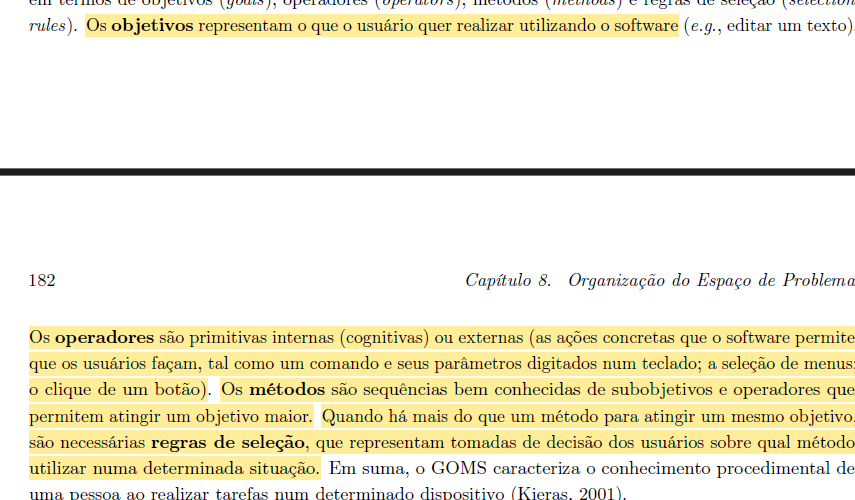 em termos de objetivos (goals), operadores (operators), métodos (methods) e regras de seleção (selection
rules). Os objetivos representam o que o usuário quer realizar utilizando o software (e.g., editar um texto).
182
Capítulo 8. Organização do Espaço de Problema
Os operadores são primitivas internas (cognitivas) ou externas (as ações concretas que o software permite
que os usuários façam, tal como um comando e seus parâmetros digitados num teclado; a seleção de menus;
o clique de um botão). Os métodos são sequências bem conhecidas de subobjetivos e operadores que
permitem atingir um objetivo maior. Quando há mais do que um método para atingir um mesmo objetivo,
são necessárias regras de seleção, que representam tomadas de decisão dos usuários sobre qual método
utilizar numa determinada situação. Em suma, o GOMS caracteriza o conhecimento procedimental de
uma pessoa ao realizar tarefas num determinado dispositivo (Kieras, 2001).